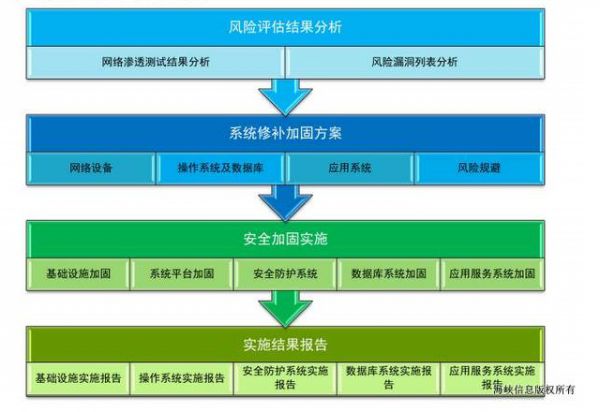 风险评估结果分析
网络渗透测试结果分析 风险漏洞列表分析
系统修补加固方案
网络设备 操作系统及数据库 应用系统 风险规避
安全加固实施
基础设施加固 系统平台加固 安全防护系统 数据库系统加固 应用服务系统加固
实施结果报告
基础设施实施报告 操作系统实施报告 安全防护系统实施报告 数据库系统实施报告 应用服务系统实施报告
海峡信息版权所有